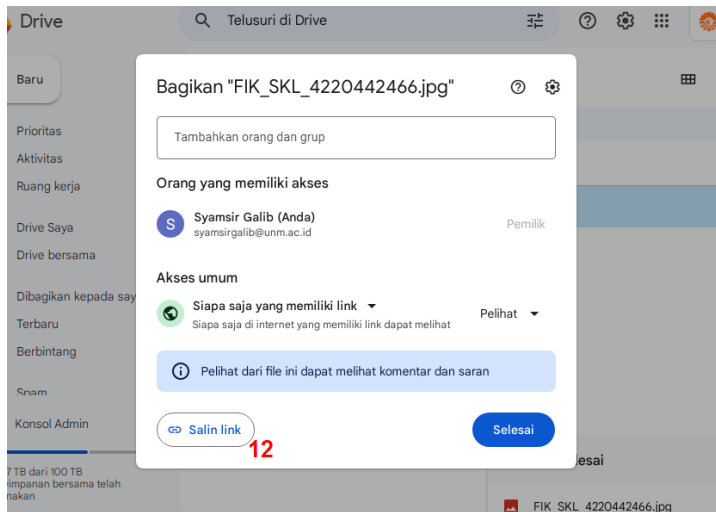 Drive
Telusuri di Drive
Baru
Prioritas
Aktivitas
Ruang kerja
Drive Saya
Drive bersama
Dibagikan kepada say
Terbaru
Berbintang
Spam
Konsol Admin
7 TB dari 100 TB
impanan bersama telah
nakan
Bagikan "FIK_SKL_4220442466.jpg"
Tambahkan orang dan grup
Orang yang memiliki akses
S
Syamsir Galib (Anda)
syamsirgalib@unm.ac.id
Pemilik
Akses umum
Siapa saja yang memiliki link
Siapa saja di internet yang memiliki link dapat melihat
Pelihat
Pelihat dari file ini dapat melihat komentar dan saran
Salin link
12
Selesai
lesai
FIK_SKL_4220442466.jpg